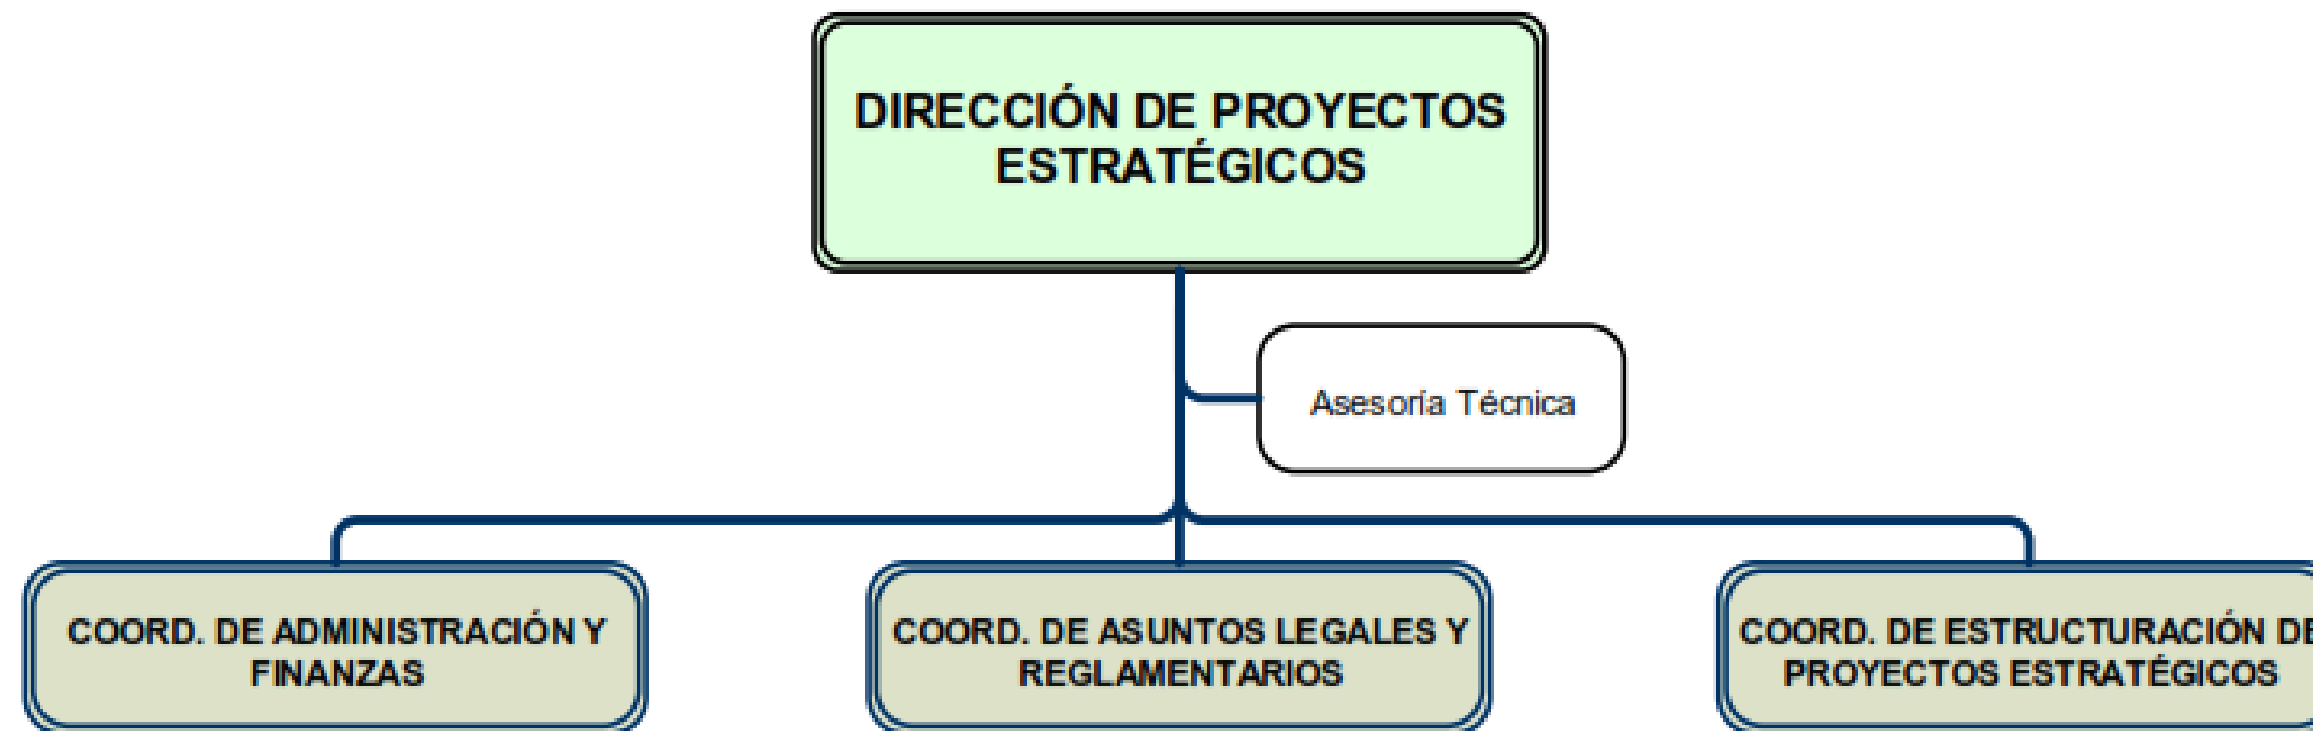 DIRECCIÓN DE PROYECTOS
ESTRATÉGICOS
Asesoría Técnica
COORD. DE ADMINISTRACIÓN Y
FINANZAS
COORD. DE ASUNTOS LEGALES Y
REGLAMENTARIOS
COORD. DE ESTRUCTURACIÓN DE
PROYECTOS ESTRATÉGICOS